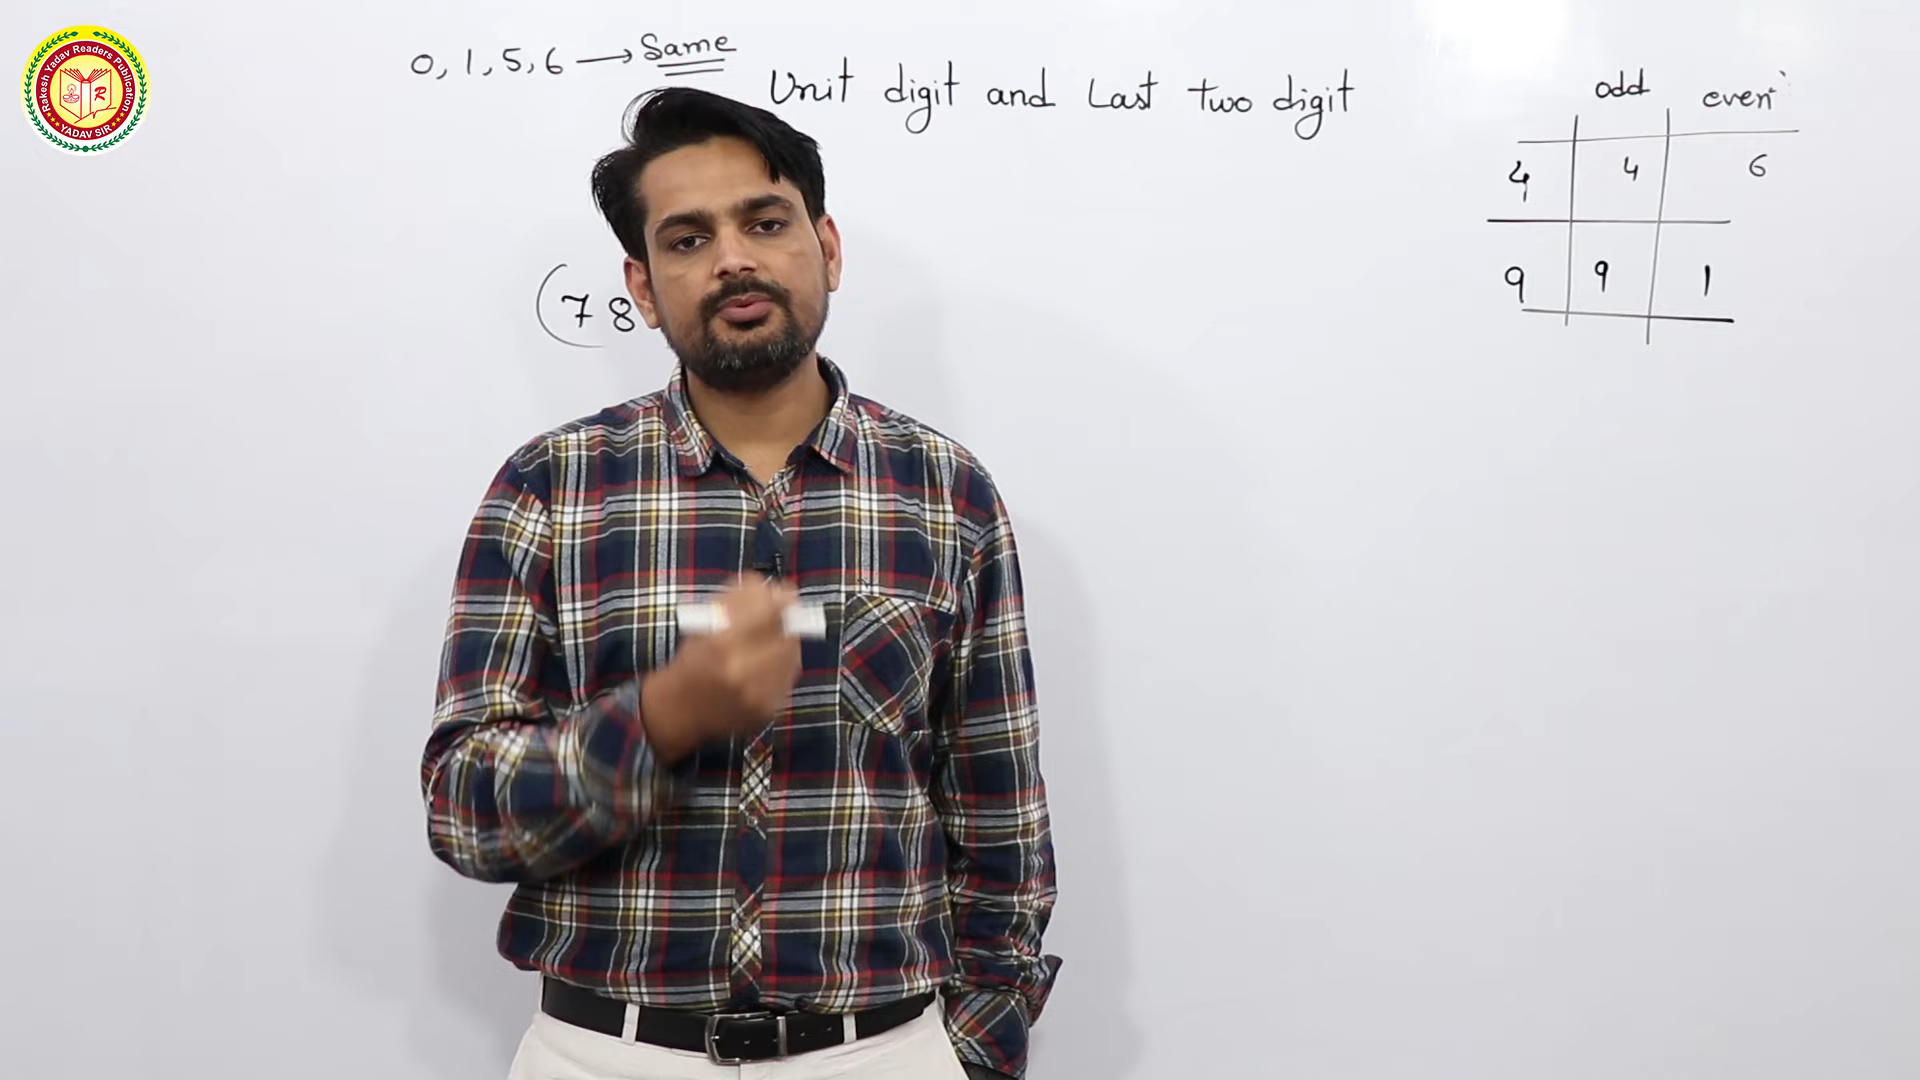 Rakesh Yadav Readers Publication
R
YADAV SIR
0, 1, 5, 6 → Same
Unit digit and Last Two digit
odd even
4 4 6
9 9 1
(78